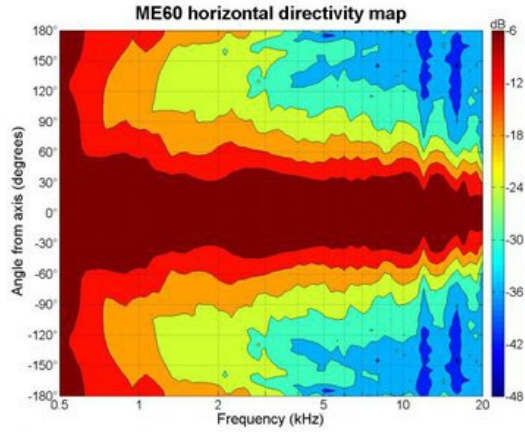 ME60 horizontal directivity map
dB
180° -6
150°
120° -12
90°
60° -18
30°
0° -24
-30°
-60° -30
-90° -36
-120°
-150° -42
-180° -48
Angle from axis (degrees)
0.5 1 2 5 10 20
Frequency (kHz)